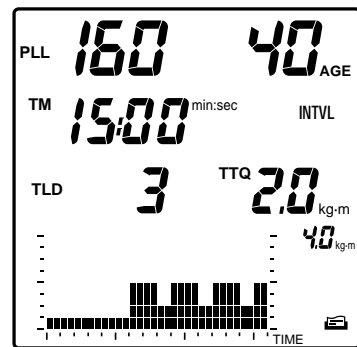 PLL 160 40 AGE
TM 15:00 min:sec INTVL
TLD 3 TTQ 2.0 kg-m
4.0 kg-m
TIME